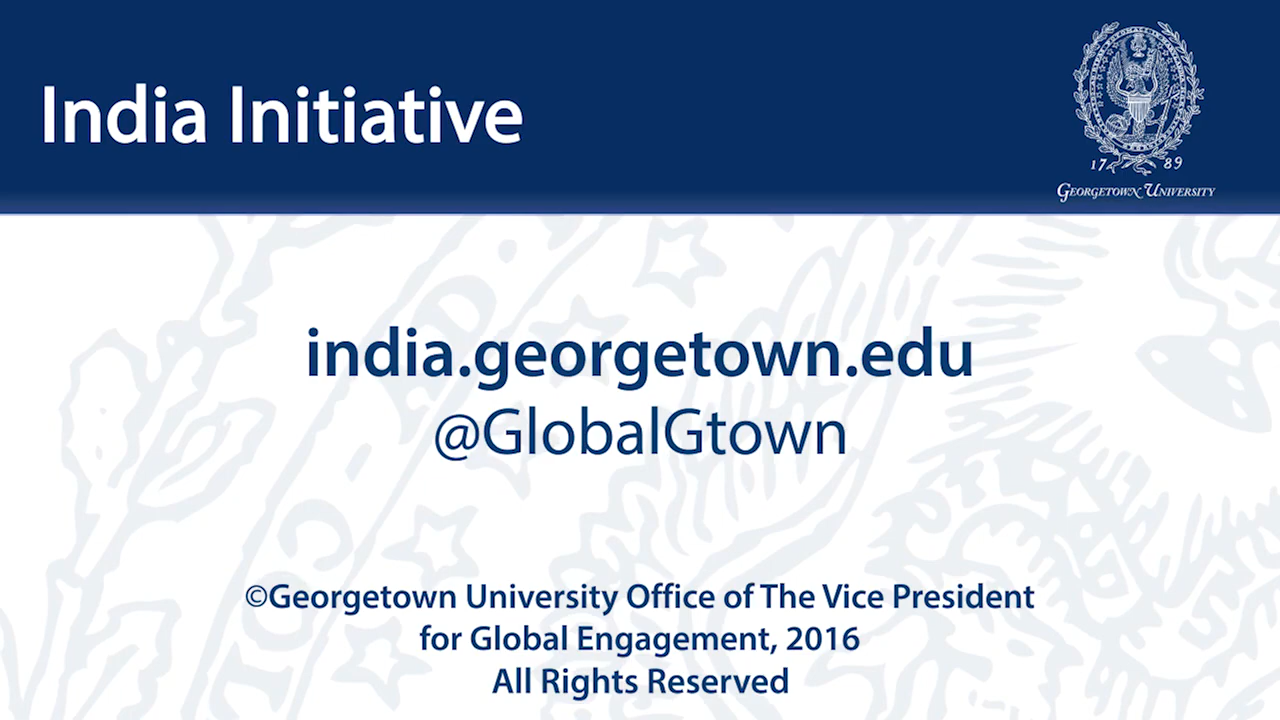 India Initiative
17 89
Georgetown University
india.georgetown.edu
@GlobalGtown
©Georgetown University Office of The Vice President
for Global Engagement, 2016
All Rights Reserved